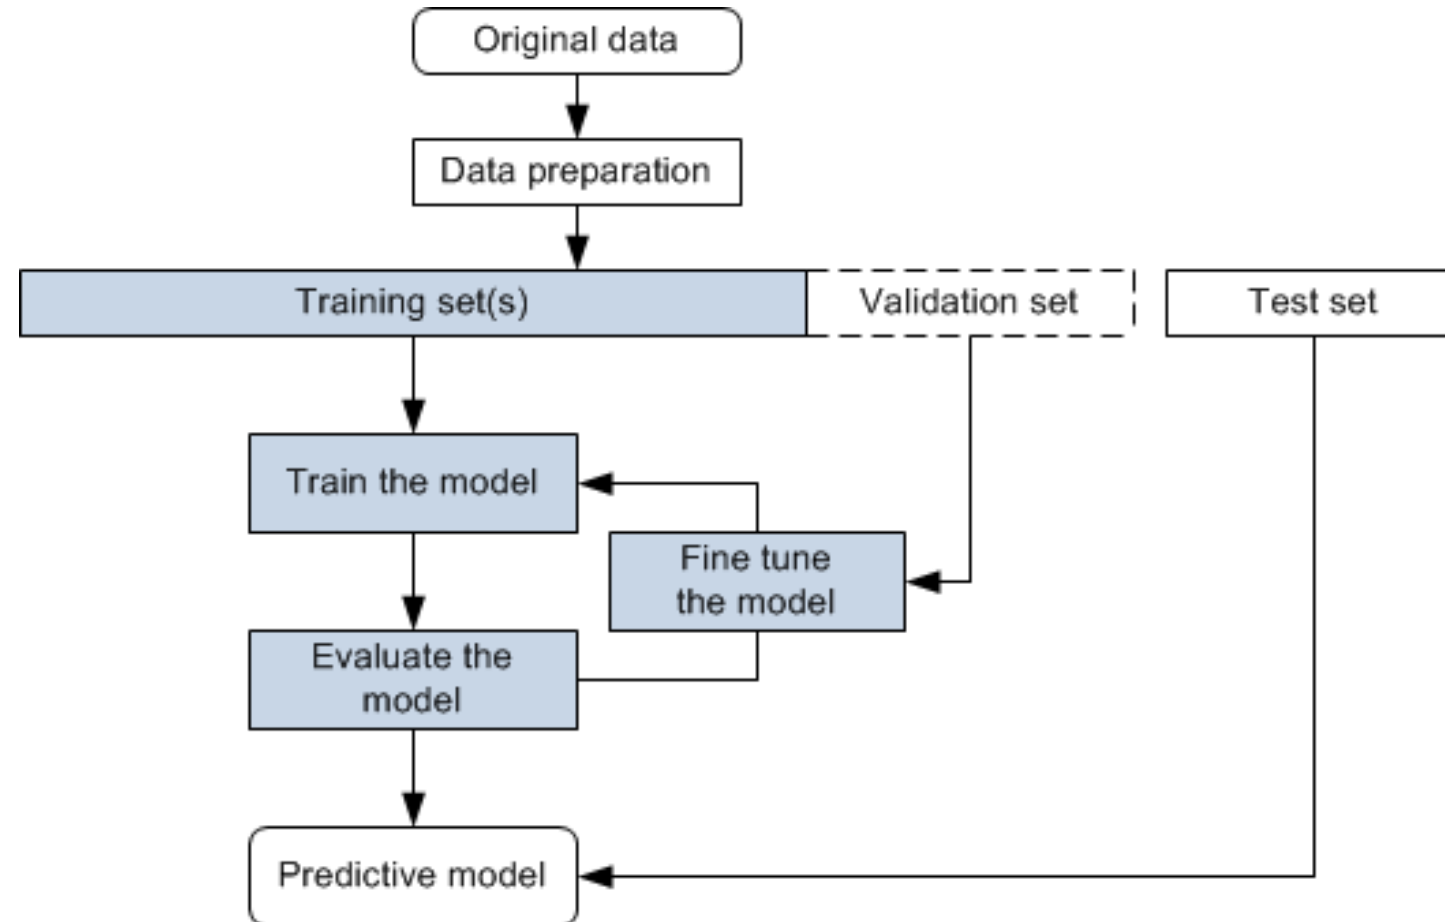 Original data
Data preparation
Training set(s)
Validation set
Test set
Train the model
Fine tune
the model
Evaluate the
model
Predictive model